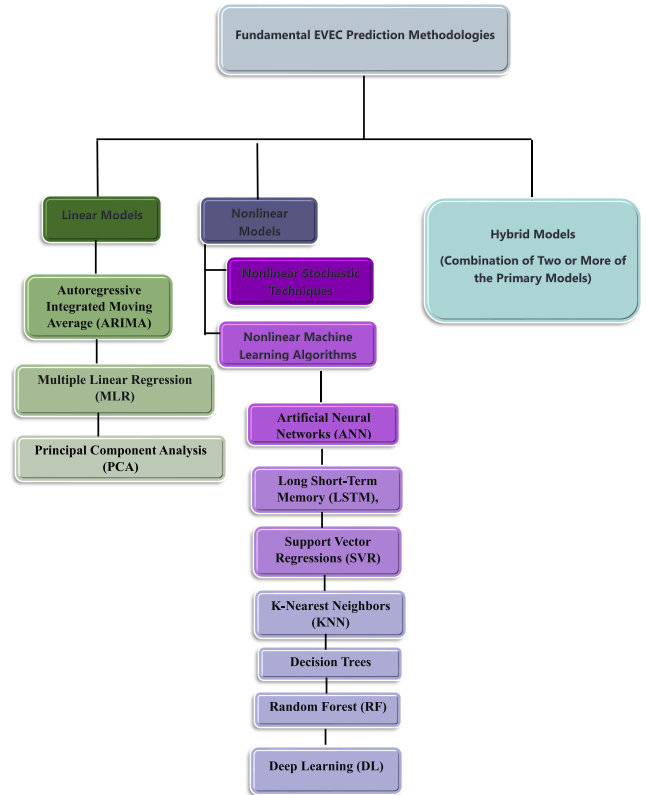 Fundamental EVEC Prediction Methodologies
Linear Models
Autoregressive
Integrated Moving
Average (ARIMA)
Multiple Linear Regression
(MLR)
Principal Component Analysis
(PCA)
Nonlinear
Models
Nonlinear Stochastic
Techniques
Nonlinear Machine
Learning Algorithms
Artificial Neural
Networks (ANN)
Long Short-Term
Memory (LSTM),
Support Vector
Regressions (SVR)
K-Nearest Neighbors
(KNN)
Decision Trees
Random Forest (RF)
Deep Learning (DL)
Hybrid Models
(Combination of Two or More of
the Primary Models)